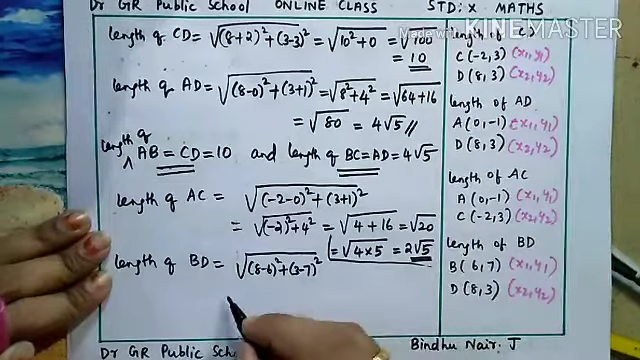 Dr GR Public School ONLINE CLASS STD: X MATHS
Made with KINEMASTER
length of CD = √((8+2)² + (3-3)²) = √(10² + 0) = √100
= 10
length of AD = √((8-0)² + (3+1)²) = √(8² + 4²) = √(64+16)
= √80 = 4√5 //
length of AB = CD = 10 and length of BC = AD = 4√5
length of AC = √((-2-0)² + (3+1)²)
= √((-2)² + 4²) = √(4 + 16) = √20
= √(4×5) = 2√5
length of BD = √((8-6)² + (3-7)²)
length of CD
C (-2, 3) (x1, y1)
D (8, 3) (x2, y2)
length of AD
A (0, -1) (x1, y1)
D (8, 3) (x2, y2)
length of AC
A (0, -1) (x1, y1)
C (-2, 3) (x2, y2)
length of BD
B (6, 7) (x1, y1)
D (8, 3) (x2, y2)
Dr GR Public Bindhu Nair. J